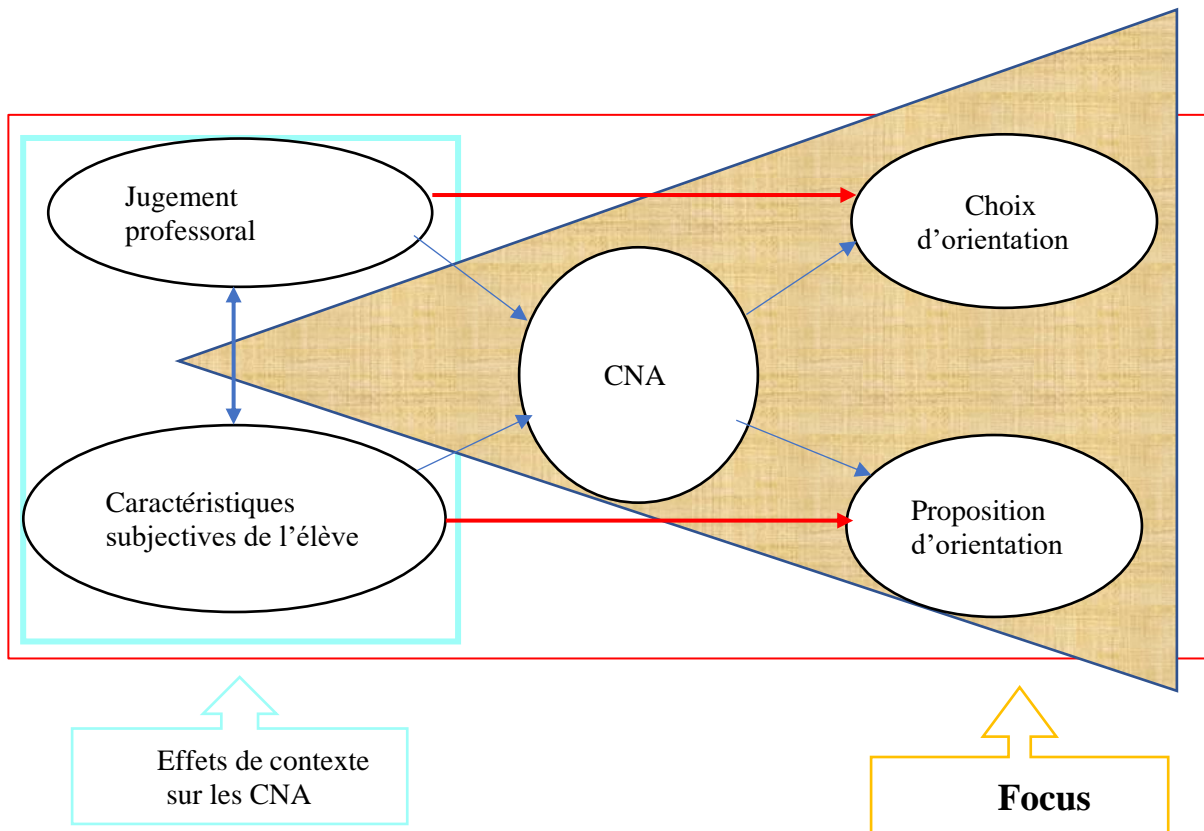 Jugement
professoral
Choix
d’orientation
CNA
Caractéristiques
subjectives de l’élève
Proposition
d’orientation
Effets de contexte
sur les CNA
Focus